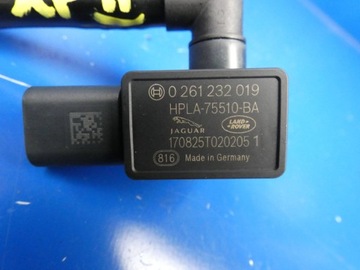 0 261 232 019
HPLA-75510-BA
JAGUAR
LAND ROVER
170825T020205 1
816 Made in Germany